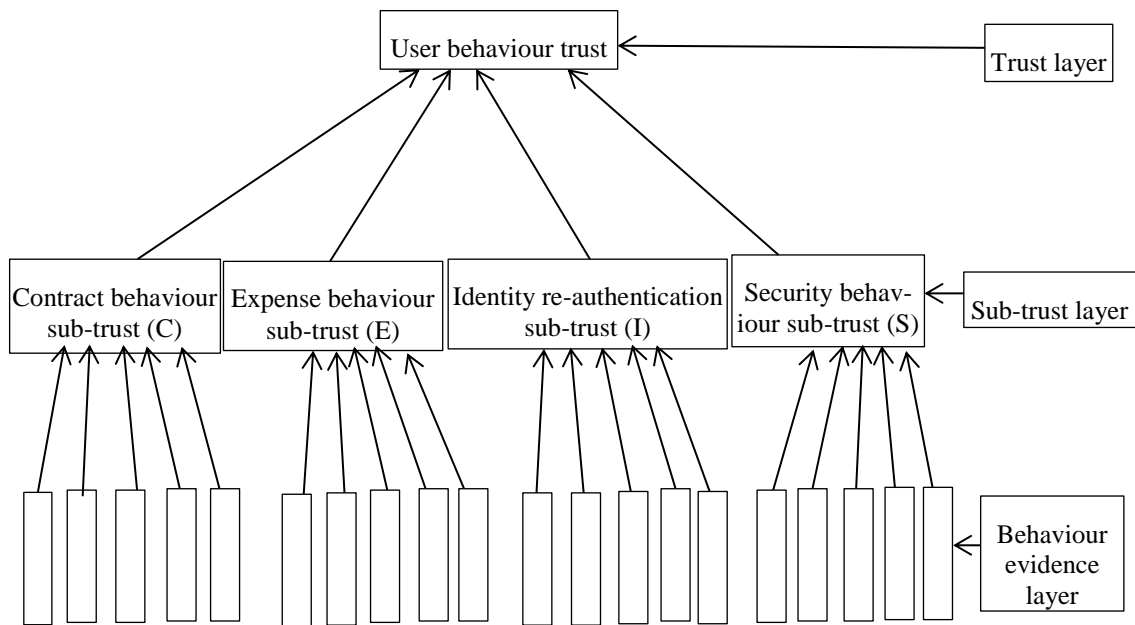 User behaviour trust
Trust layer
Contract behaviour
sub-trust (C)
Expense behaviour
sub-trust (E)
Identity re-authentication
sub-trust (I)
Security behav-
iour sub-trust (S)
Sub-trust layer
Behaviour
evidence
layer